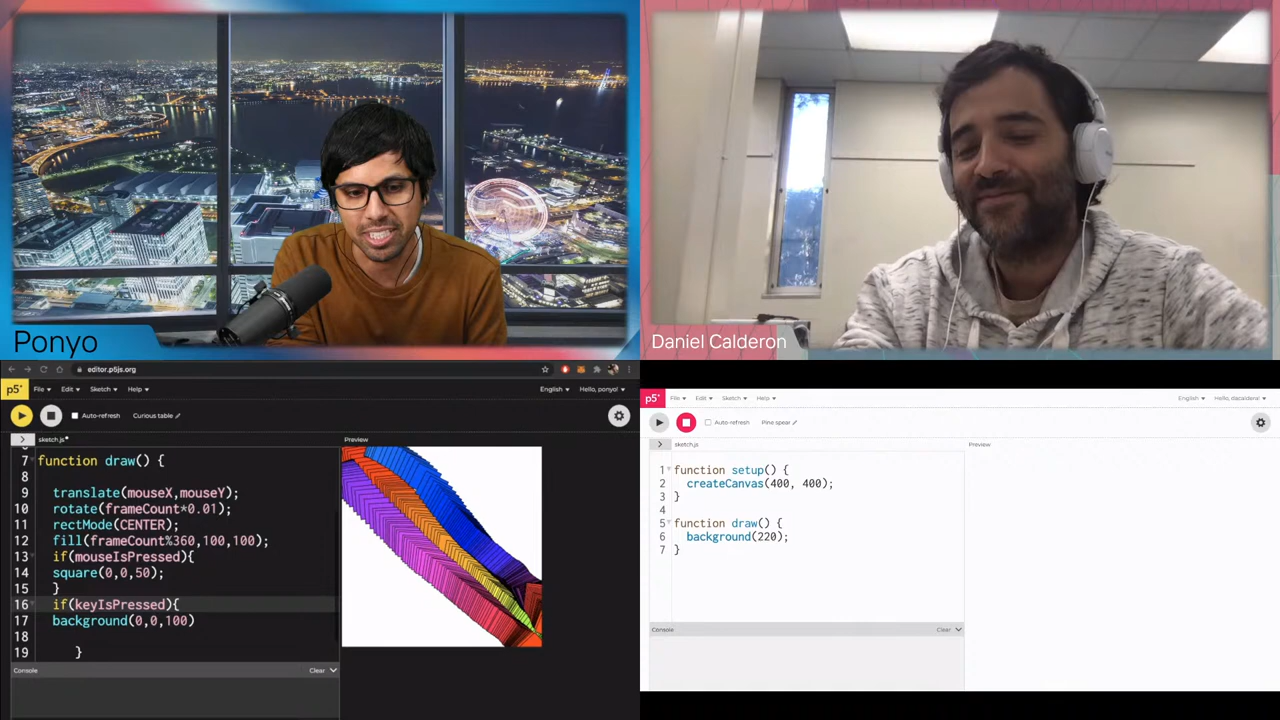 Ponyo
Daniel Calderon
editor.p5js.org
p5* File Edit Sketch Help English Hello, ponyo!
Auto-refresh Curious table
sketch.js
Preview
7 function draw() {
8
9 translate(mouseX,mouseY);
10 rotate(frameCount*0.01);
11 rectMode(CENTER);
12 fill(frameCount%360,100,100);
13 if(mouseIsPressed){
14 square(0,0,50);
15 }
16 if(keyIsPressed){
17 background(0,0,100)
18
19 }
Console Clear
p5* File Edit Sketch Help English Hello, dacaldera!
Auto-refresh Pine spear
sketch.js
Preview
1 function setup() {
2 createCanvas(400, 400);
3 }
4
5 function draw() {
6 background(220);
7 }
Console Clear